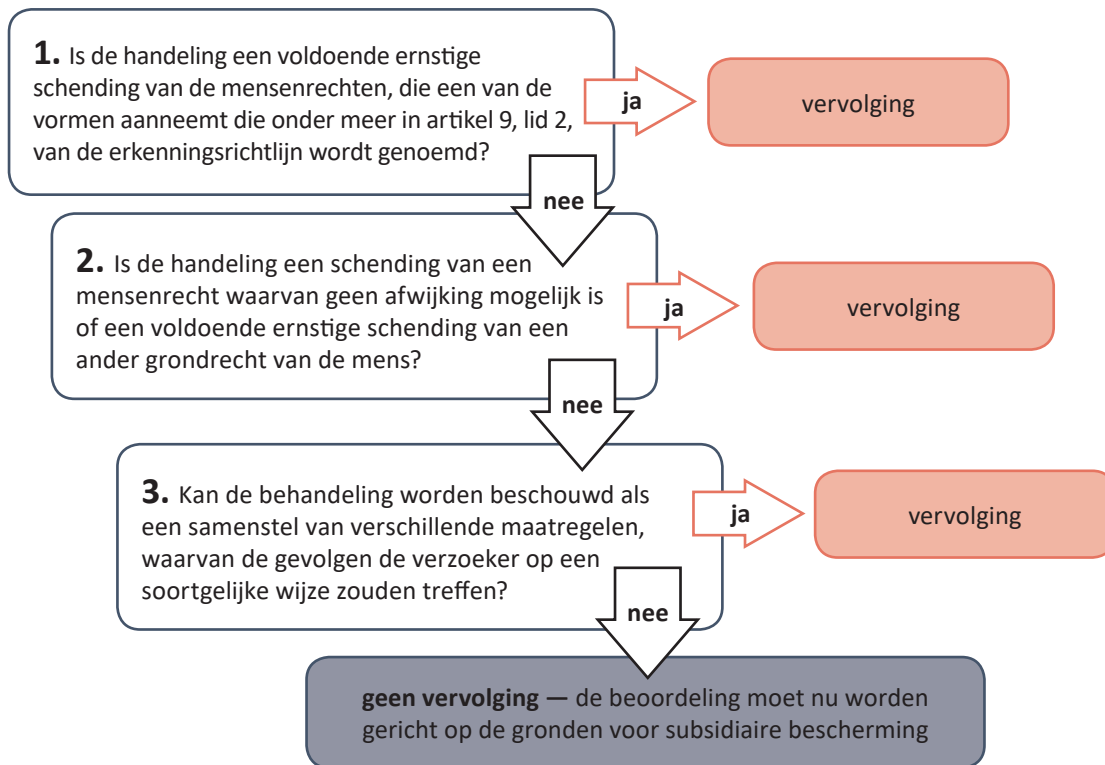 1. Is de handeling een voldoende ernstige
schending van de mensenrechten, die een van de
vormen aanneemt die onder meer in artikel 9, lid 2,
van de erkenningsrichtlijn wordt genoemd?
ja
vervolging
nee
2. Is de handeling een schending van een
mensenrecht waarvan geen afwijking mogelijk is
of een voldoende ernstige schending van een
ander grondrecht van de mens?
ja
vervolging
nee
3. Kan de behandeling worden beschouwd als
een samenstel van verschillende maatregelen,
waarvan de gevolgen de verzoeker op een
soortgelijke wijze zouden treffen?
ja
vervolging
nee
geen vervolging — de beoordeling moet nu worden
gericht op de gronden voor subsidiaire bescherming